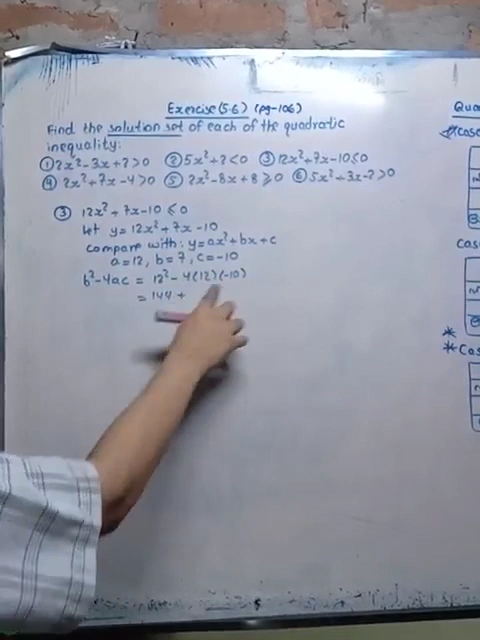 Exercise(5.6) (pg-106)
Find the solution set of each of the quadratic
inequality:
① 2x²-3x+2>0 ② 5x²+2<0 ③ 12x²+7x-10≤0
④ 2x²+7x-4>0 ⑤ 2x²-8x+8≥0 ⑥ 5x²+3x-2>0
③ 12x²+7x-10≤0
Let y=12x²+7x-10
Compare with: y=ax²+bx+c
a=12, b=7, c=-10
b²-4ac = 12²-4(12)(-10)
= 144+
Qua
Case
Cas
*
*Cas